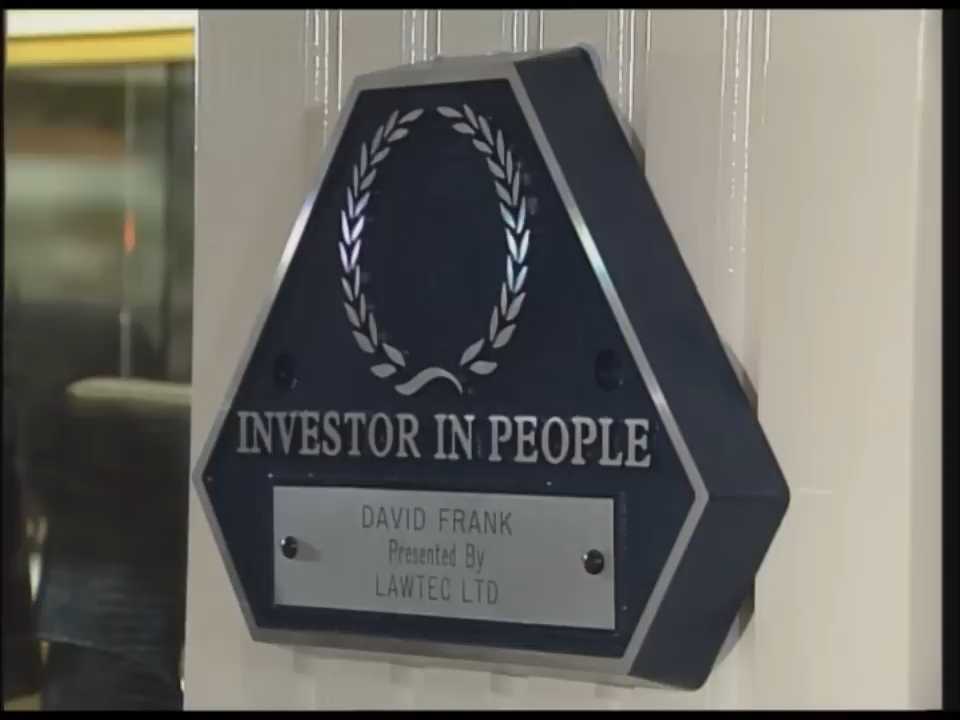 INVESTOR IN PEOPLE
DAVID FRANK
Presented By
LAWTEC LTD